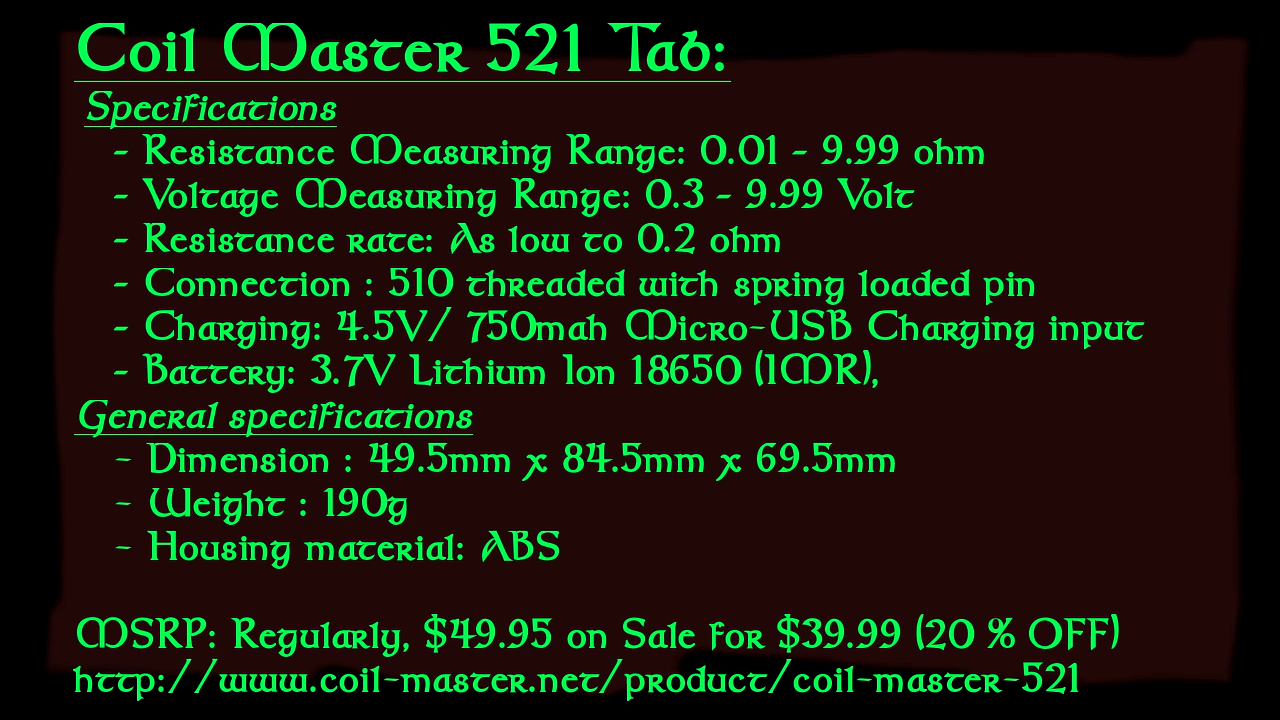 Coil Master 521 Tab:
Specifications
- Resistance Measuring Range: 0.01 - 9.99 ohm
- Voltage Measuring Range: 0.3 - 9.99 Volt
- Resistance rate: As low to 0.2 ohm
- Connection : 510 threaded with spring loaded pin
- Charging: 4.5V/ 750mah Micro-USB Charging input
- Battery: 3.7V Lithium Ion 18650 (IMR),
General specifications
- Dimension : 49.5mm x 84.5mm x 69.5mm
- Weight : 190g
- Housing material: ABS
MSRP: Regularly, $49.95 on Sale for $39.99 (20 % OFF)
http://www.coil-master.net/product/coil-master-521